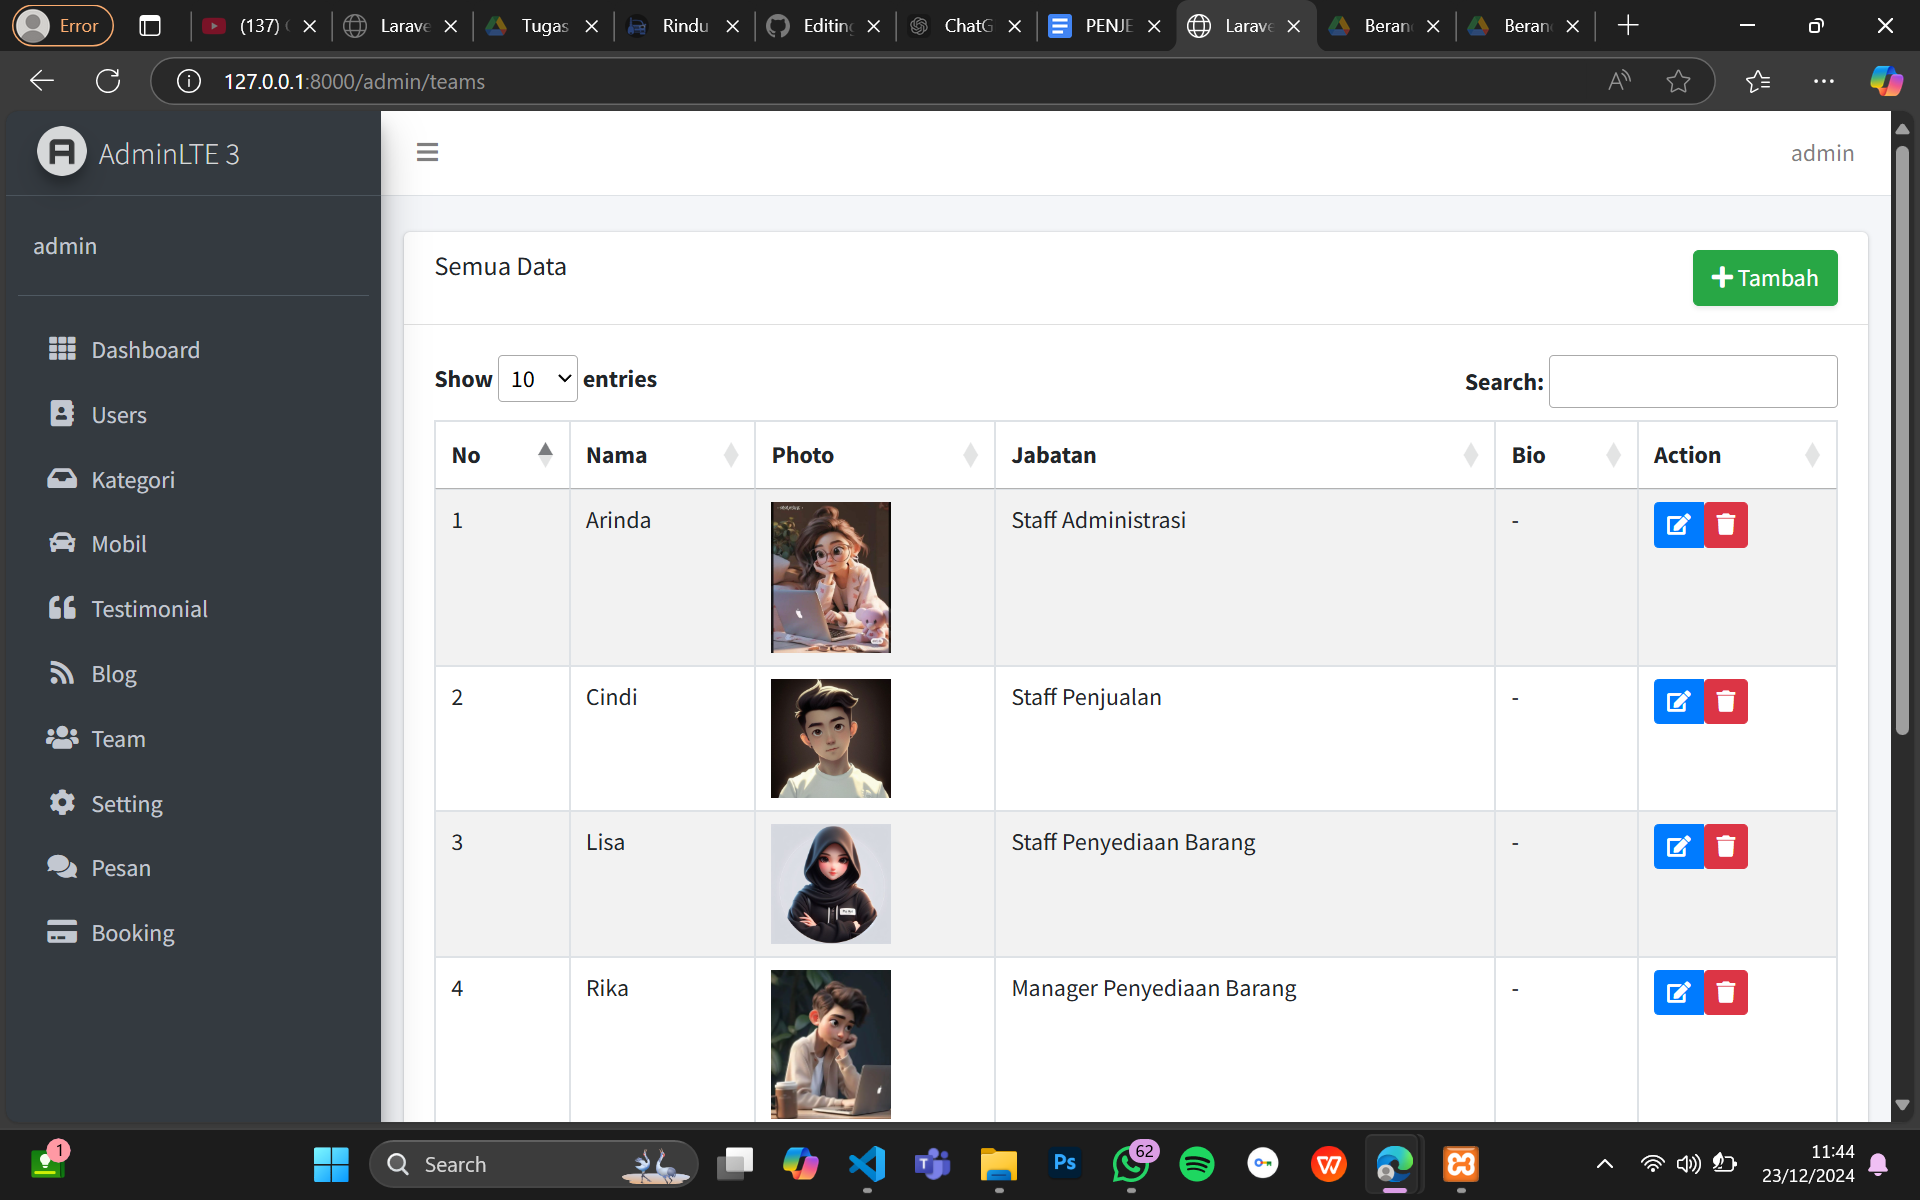 Error
(137)
Larave
Tugas
Rindu
Editing
ChatG
PENJE
Larave
Beran
Beran
127.0.0.1:8000/admin/teams
AdminLTE 3
admin
admin
Dashboard
Users
Kategori
Mobil
Testimonial
Blog
Team
Setting
Pesan
Booking
Semua Data
Tambah
Show 10 entries
Search:
No Nama Photo Jabatan Bio Action
1 Arinda Staff Administrasi -
2 Cindi Staff Penjualan -
3 Lisa Staff Penyediaan Barang -
4 Rika Manager Penyediaan Barang -
1
Search
Ps
62
11:44
23/12/2024